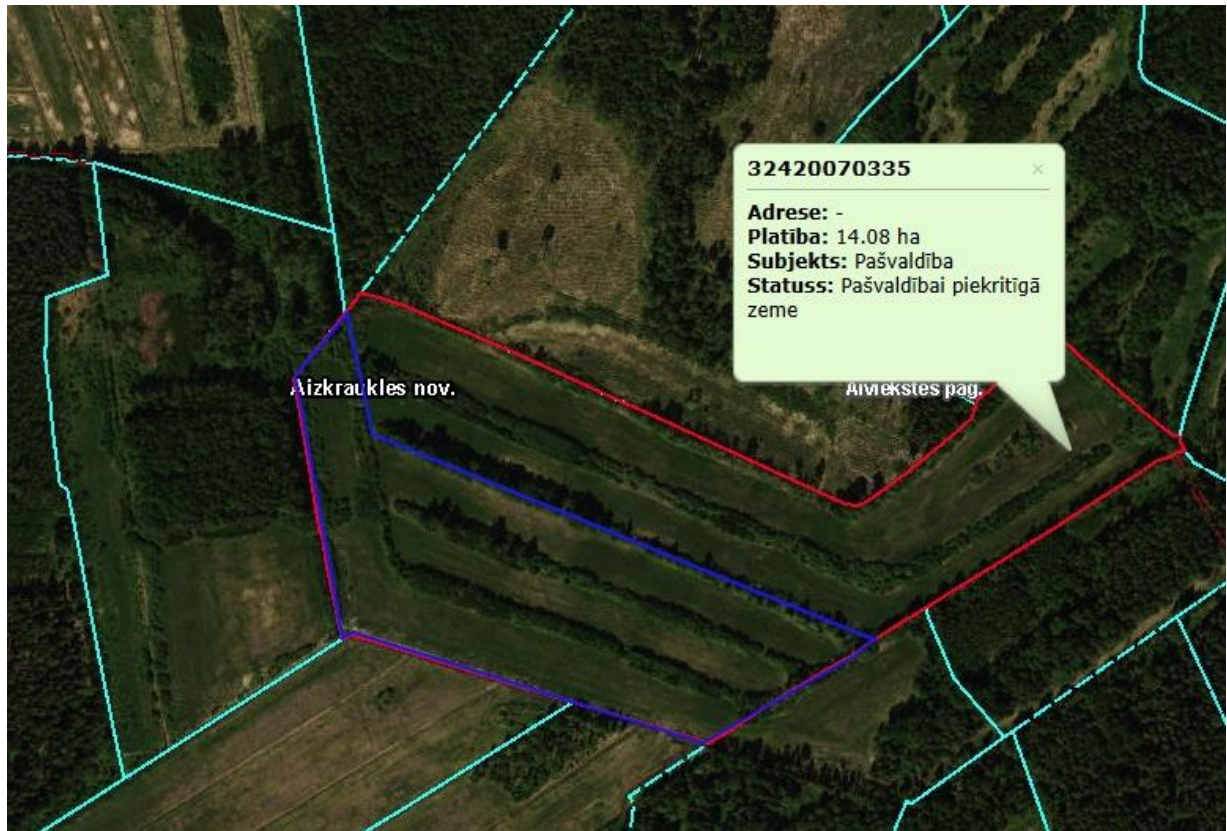 32420070335
×
Adrese: -
Platība: 14.08 ha
Subjekts: Pašvaldība
Statuss: Pašvaldībai piekritīgā
zeme
Aizkraukles nov.
Aiviekstes pag.